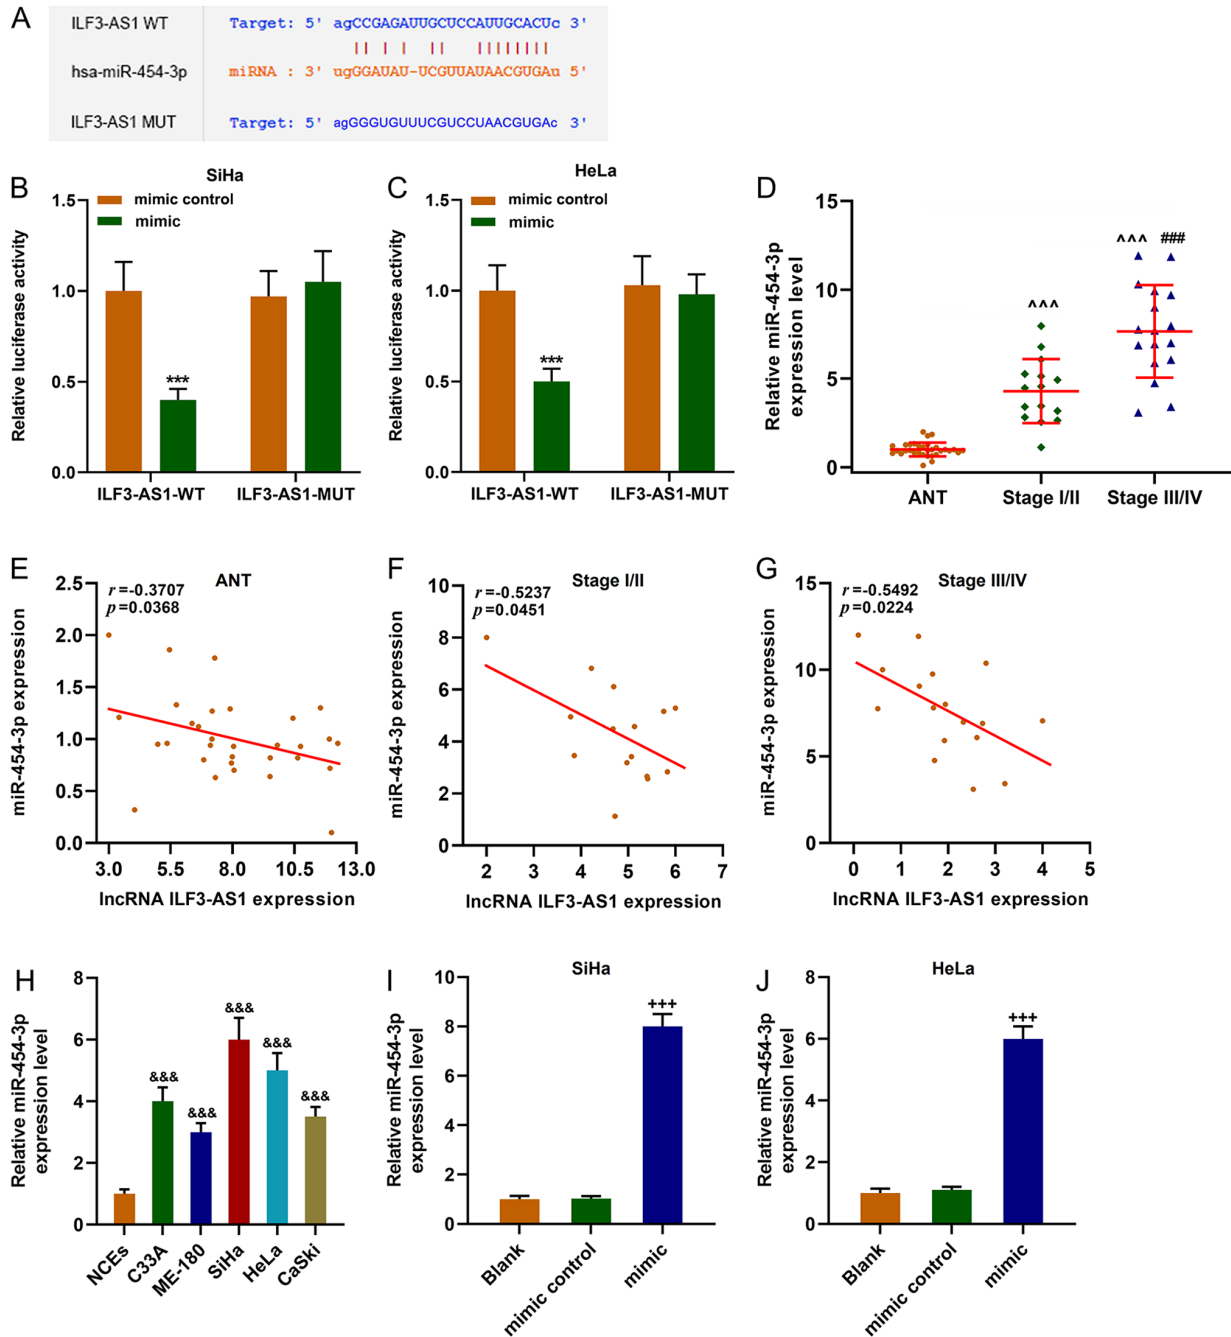 A
ILF3-AS1 WT Target: 5' agCCGAGAUUGCUCCAUUGCACUc 3'
hsa-miR-454-3p miRNA : 3' ugGGAUAU-UCGUUAUAACGUGAu 5'
ILF3-AS1 MUT Target: 5' agGGGUGUUUCGUCCUAACGUGAc 3'
B
SiHa
mimic control
mimic
Relative luciferase activity
1.5
1.0
0.5
0.0
***
ILF3-AS1-WT ILF3-AS1-MUT
C
HeLa
mimic control
mimic
Relative luciferase activity
1.5
1.0
0.5
0.0
***
ILF3-AS1-WT ILF3-AS1-MUT
D
Relative miR-454-3p
expression level
15
10
5
0
^^^
^^^ ###
ANT Stage I/II Stage III/IV
E
ANT
r=-0.3707
p=0.0368
miR-454-3p expression
2.5
2.0
1.5
1.0
0.5
0.0
3.0 5.5 8.0 10.5 13.0
lncRNA ILF3-AS1 expression
F
Stage I/II
r=-0.5237
p=0.0451
miR-454-3p expression
10
8
6
4
2
0
2 3 4 5 6 7
lncRNA ILF3-AS1 expression
G
Stage III/IV
r=-0.5492
p=0.0224
miR-454-3p expression
15
10
5
0
0 1 2 3 4 5
lncRNA ILF3-AS1 expression
H
Relative miR-454-3p
expression level
8
6
4
2
0
&&& &&& &&& &&& &&&
NCEs C33A ME-180 SiHa HeLa CaSki
I
SiHa
Relative miR-454-3p
expression level
10
8
6
4
2
0
+++
Blank mimic control mimic
J
HeLa
Relative miR-454-3p
expression level
8
6
4
2
0
+++
Blank mimic control mimic